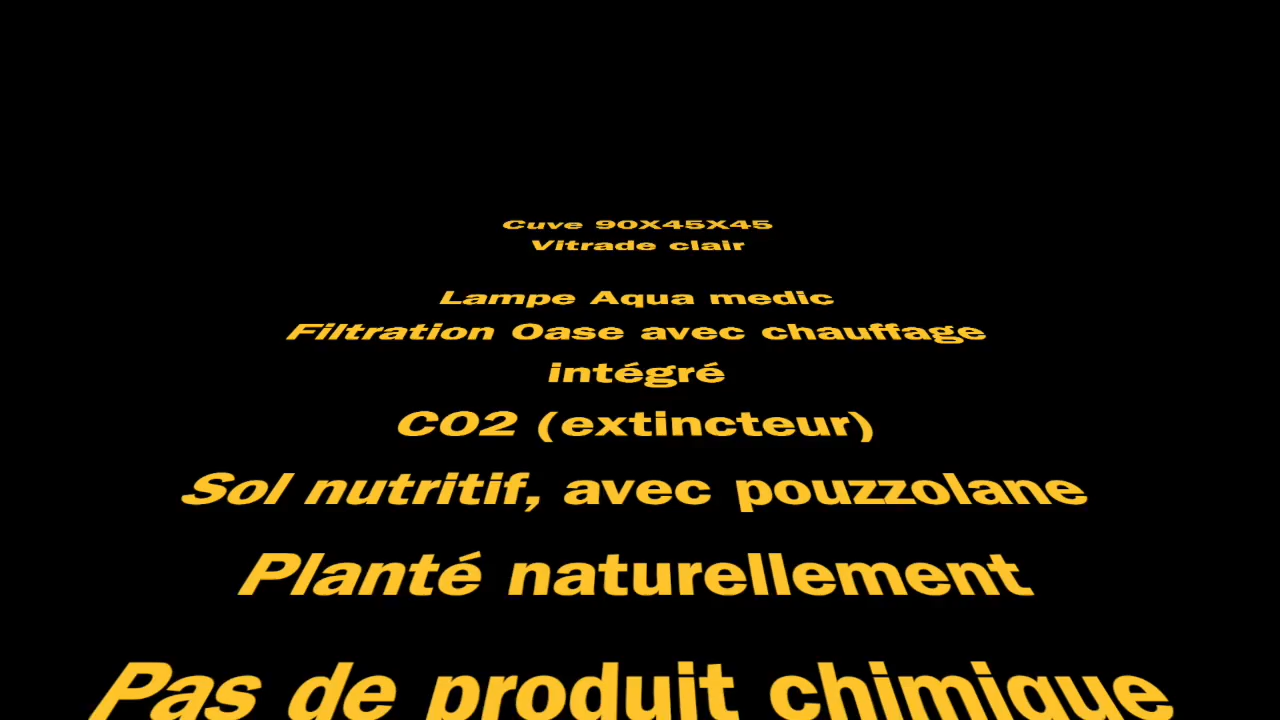 Cuve 90X45X45
Vitrade clair
Lampe Aqua medic
Filtration Oase avec chauffage
intégré
CO2 (extincteur)
Sol nutritif, avec pouzzolane
Planté naturellement
Pas de produit chimique